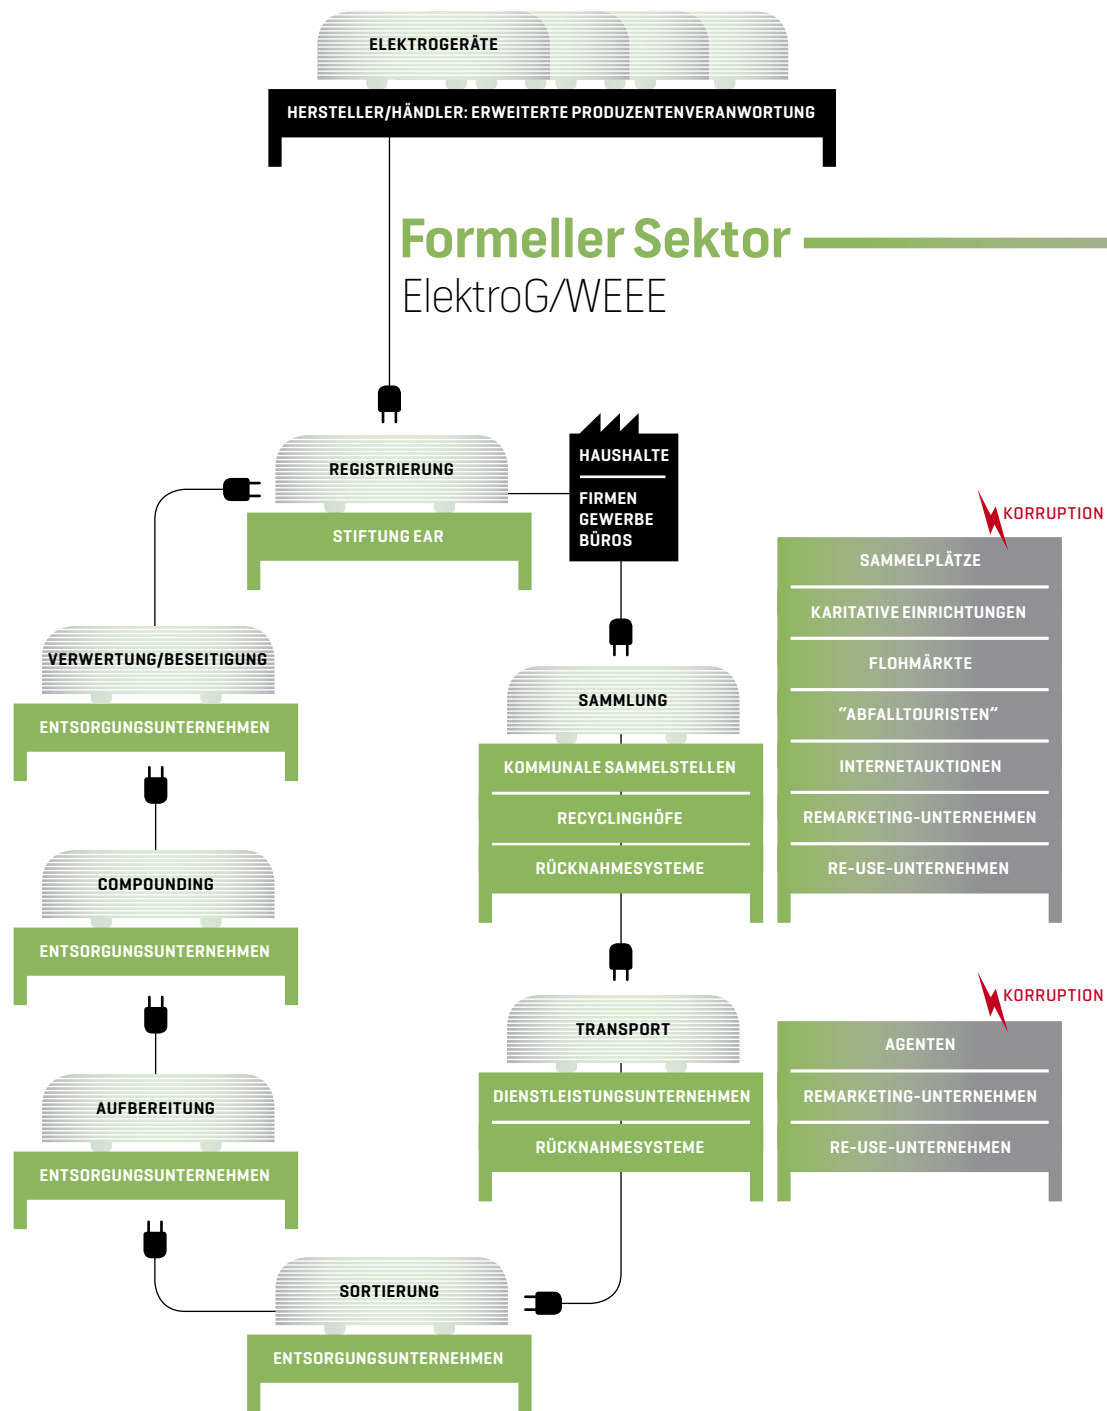 ELEKTROGERÄTE
HERSTELLER/HÄNDLER: ERWEITERTE PRODUZENTENVERANWORTUNG
Formeller Sektor
ElektroG/WEEE
REGISTRIERUNG
STIFTUNG EAR
HAUSHALTE
FIRMEN
GEWERBE
BÜROS
VERWERTUNG/BESEITIGUNG
ENTSORGUNGSUNTERNEHMEN
COMPOUNDING
ENTSORGUNGSUNTERNEHMEN
AUFBEREITUNG
ENTSORGUNGSUNTERNEHMEN
SORTIERUNG
ENTSORGUNGSUNTERNEHMEN
SAMMLUNG
KOMMUNALE SAMMELSTELLEN
RECYCLINGHÖFE
RÜCKNAHMESYSTEME
TRANSPORT
DIENSTLEISTUNGSUNTERNEHMEN
RÜCKNAHMESYSTEME
KORRUPTION
SAMMELPLÄTZE
KARITATIVE EINRICHTUNGEN
FLOHMÄRKTE
“ABFALLTOURISTEN”
INTERNETAUKTIONEN
REMARKETING-UNTERNEHMEN
RE-USE-UNTERNEHMEN
KORRUPTION
AGENTEN
REMARKETING-UNTERNEHMEN
RE-USE-UNTERNEHMEN